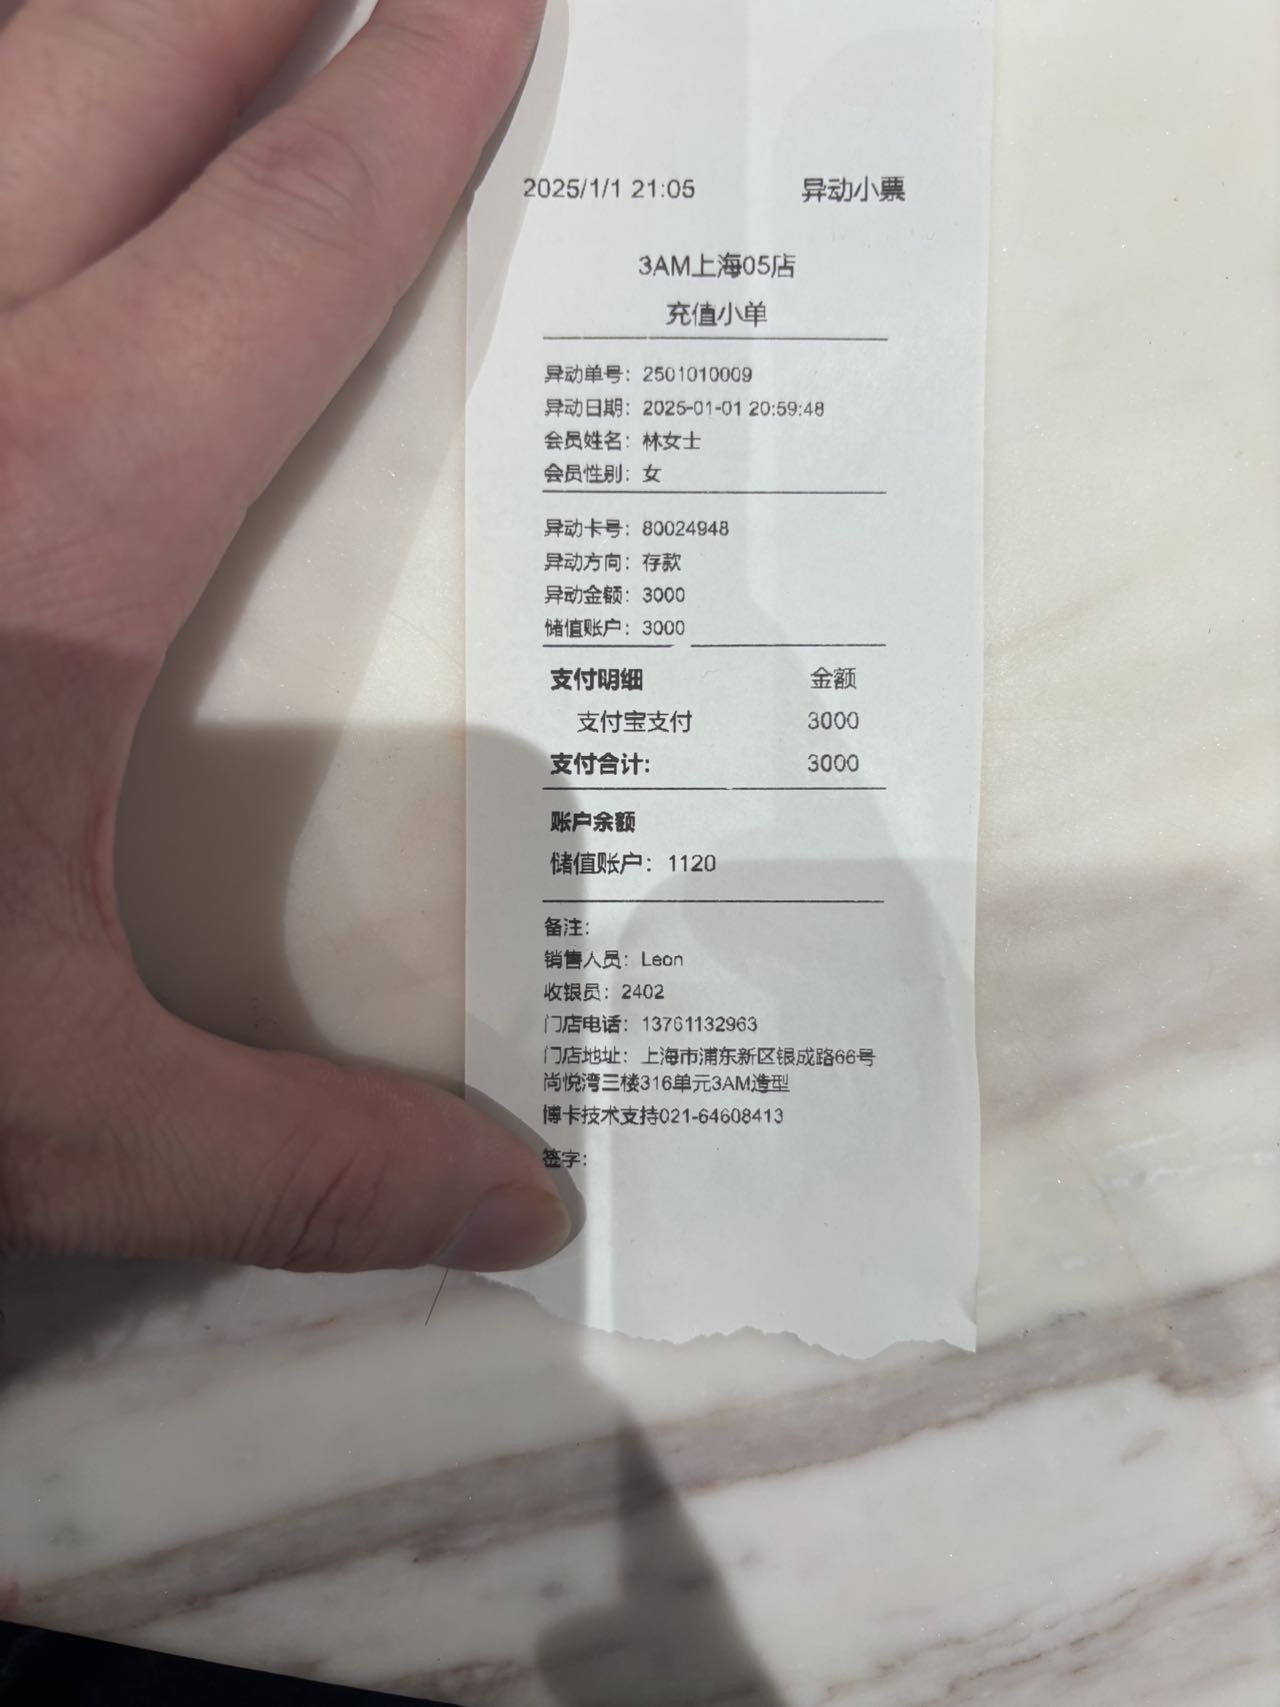 2025/1/1 21:05 异动小票
3AM上海05店
充值小单
异动单号：2501010009
异动日期：2025-01-01 20:59:48
会员姓名：林女士
会员性别：女
异动卡号：80024948
异动方向：存款
异动金额：3000
储值账户：3000
支付明细 金额
支付宝支付 3000
支付合计： 3000
账户余额
储值账户：1120
备注：
销售人员：Leon
收银员：2402
门店电话：13761132963
门店地址：上海市浦东新区银成路66号
尚悦湾三楼316单元3AM造型
博卡技术支持021-64608413
签字：